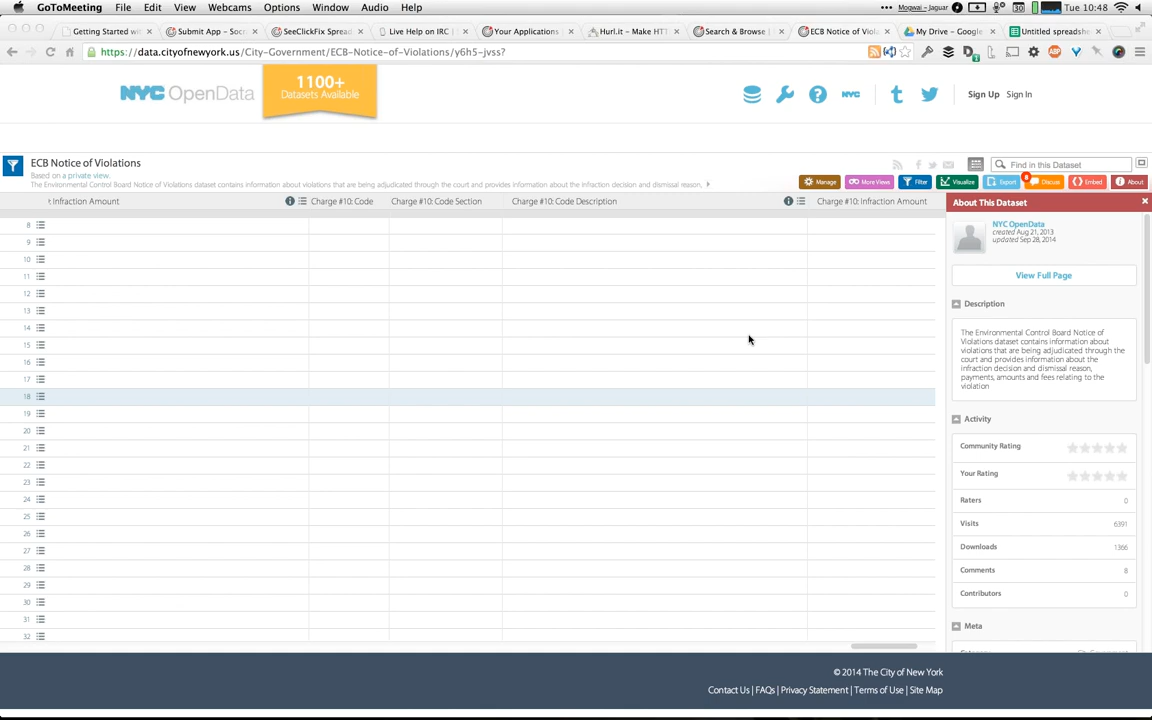 GoToMeeting File Edit View Webcams Options Window Audio Help Mogwai – Jaguar 30 Tue 10:48
Getting Started wi Submit App - Socra SeeClickFix Spread Live Help on IRC | Your Applications Hurl.it – Make HTT Search & Browse | ECB Notice of Viola My Drive – Google Untitled spreadshe
https://data.cityofnewyork.us/City-Government/ECB-Notice-of-Violations/y6h5-jvss?
NYC OpenData
1100+
Datasets Available
NYC
Sign Up Sign In
ECB Notice of Violations
Based on a private view.
The Environmental Control Board Notice of Violations dataset contains information about violations that are being adjudicated through the court and provides information about the infraction decision and dismissal reason,
Find in this Dataset
Manage More Views Filter Visualize Export 8 Discuss Embed About
Infraction Amount Charge #10: Code Charge #10: Code Section Charge #10: Code Description Charge #10: Infraction Amount
8
9
10
11
12
13
14
15
16
17
18
19
20
21
22
23
24
25
26
27
28
29
30
31
32
About This Dataset
NYC OpenData
created Aug 21, 2013
updated Sep 28, 2014
View Full Page
Description
The Environmental Control Board Notice of
Violations dataset contains information about
violations that are being adjudicated through the
court and provides information about the
infraction decision and dismissal reason,
payments, amounts and fees relating to the
violation
Activity
Community Rating
Your Rating
Raters 0
Visits 6391
Downloads 1366
Comments 8
Contributors 0
Meta
© 2014 The City of New York
Contact Us | FAQs | Privacy Statement | Terms of Use | Site Map